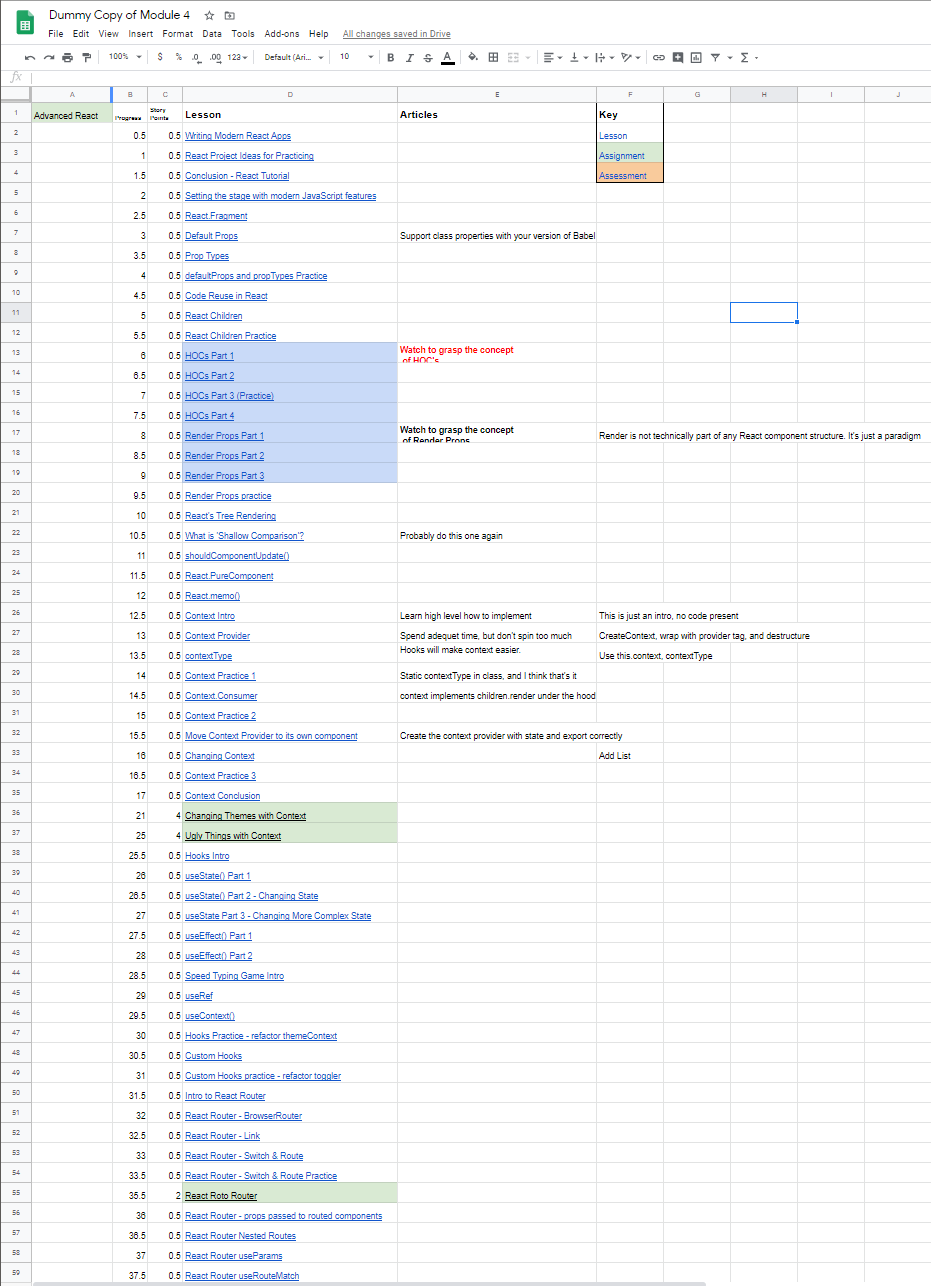 Dummy Copy of Module 4
File Edit View Insert Format Data Tools Add-ons Help All changes saved in Drive
100% $ % .0 .00 123 Default (Ari... 10 B I S A
fx
A B C D E F G H I J
1 Advanced React Progress Story Points Lesson Articles Key
2 0.5 0.5 Writing Modern React Apps Lesson
3 1 0.5 React Project Ideas for Practicing Assignment
4 1.5 0.5 Conclusion - React Tutorial Assessment
5 2 0.5 Setting the stage with modern JavaScript features
6 2.5 0.5 React.Fragment
7 3 0.5 Default Props Support class properties with your version of Babel
8 3.5 0.5 Prop Types
9 4 0.5 defaultProps and propTypes Practice
10 4.5 0.5 Code Reuse in React
11 5 0.5 React Children
12 5.5 0.5 React Children Practice
13 6 0.5 HOCs Part 1 Watch to grasp the concept of HOC's
14 6.5 0.5 HOCs Part 2
15 7 0.5 HOCs Part 3 (Practice)
16 7.5 0.5 HOCs Part 4
17 8 0.5 Render Props Part 1 Watch to grasp the concept of Render Props Render is not technically part of any React component structure. It's just a paradigm
18 8.5 0.5 Render Props Part 2
19 9 0.5 Render Props Part 3
20 9.5 0.5 Render Props practice
21 10 0.5 React's Tree Rendering
22 10.5 0.5 What is 'Shallow Comparison'? Probably do this one again
23 11 0.5 shouldComponentUpdate()
24 11.5 0.5 React.PureComponent
25 12 0.5 React.memo()
26 12.5 0.5 Context Intro Learn high level how to implement This is just an intro, no code present
27 13 0.5 Context Provider Spend adequet time, but don't spin too much CreateContext, wrap with provider tag, and destructure
28 13.5 0.5 contextType Hooks will make context easier. Use this.context, contextType
29 14 0.5 Context Practice 1 Static contextType in class, and I think that's it
30 14.5 0.5 Context.Consumer context implements children.render under the hood
31 15 0.5 Context Practice 2
32 15.5 0.5 Move Context Provider to its own component Create the context provider with state and export correctly
33 16 0.5 Changing Context Add List
34 16.5 0.5 Context Practice 3
35 17 0.5 Context Conclusion
36 21 4 Changing Themes with Context
37 25 4 Ugly Things with Context
38 25.5 0.5 Hooks Intro
39 26 0.5 useState() Part 1
40 26.5 0.5 useState() Part 2 - Changing State
41 27 0.5 useState Part 3 - Changing More Complex State
42 27.5 0.5 useEffect() Part 1
43 28 0.5 useEffect() Part 2
44 28.5 0.5 Speed Typing Game Intro
45 29 0.5 useRef
46 29.5 0.5 useContext()
47 30 0.5 Hooks Practice - refactor themeContext
48 30.5 0.5 Custom Hooks
49 31 0.5 Custom Hooks practice - refactor toggler
50 31.5 0.5 Intro to React Router
51 32 0.5 React Router - BrowserRouter
52 32.5 0.5 React Router - Link
53 33 0.5 React Router - Switch & Route
54 33.5 0.5 React Router - Switch & Route Practice
55 35.5 2 React Roto Router
56 36 0.5 React Router - props passed to routed components
57 36.5 0.5 React Router Nested Routes
58 37 0.5 React Router useParams
59 37.5 0.5 React Router useRouteMatch